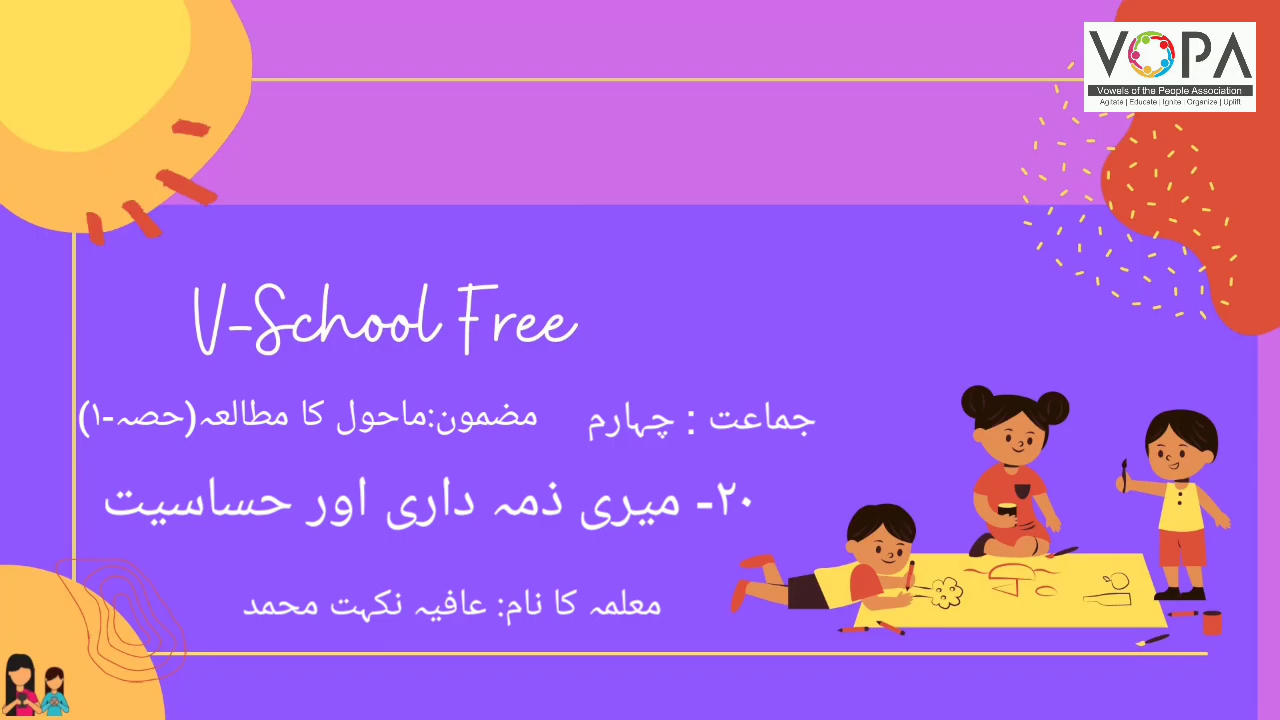 VOPA
Vowels of the People Association
Agitate | Educate | Ignite | Organize | Uplift
V-School Free
جماعت : چہارم مضمون:ماحول کا مطالعہ(حصہ-۱)
۲۰- میری ذمہ داری اور حساسیت
معلمہ کا نام: عافیہ نکہت محمد